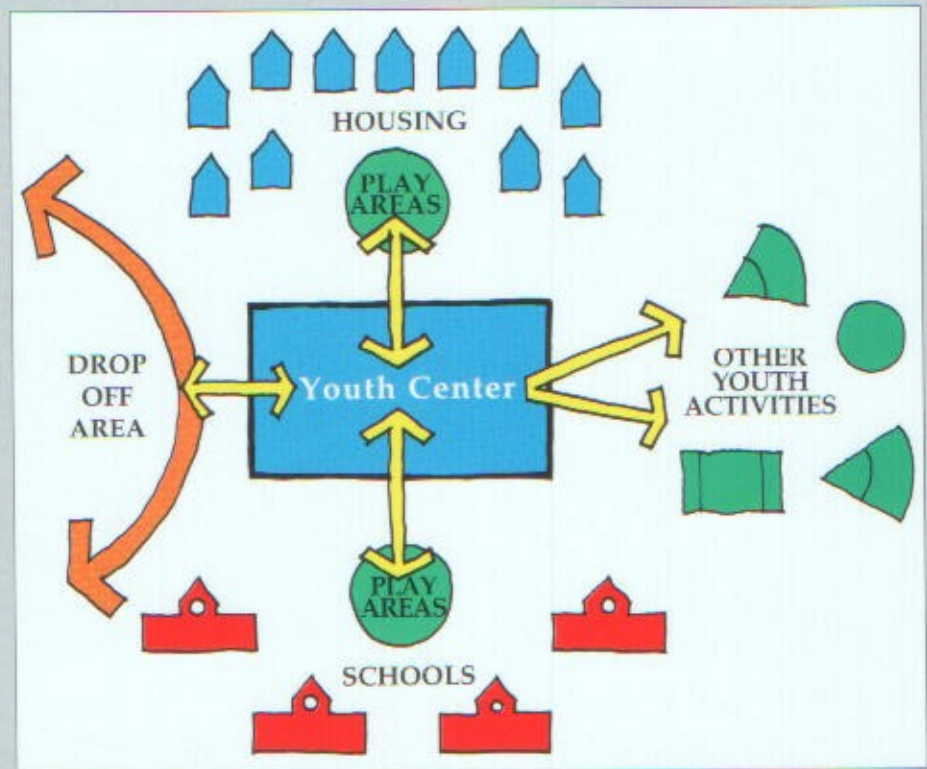 HOUSING
PLAY
AREAS
DROP
OFF
AREA
Youth Center
OTHER
YOUTH
ACTIVITIES
PLAY
AREAS
SCHOOLS